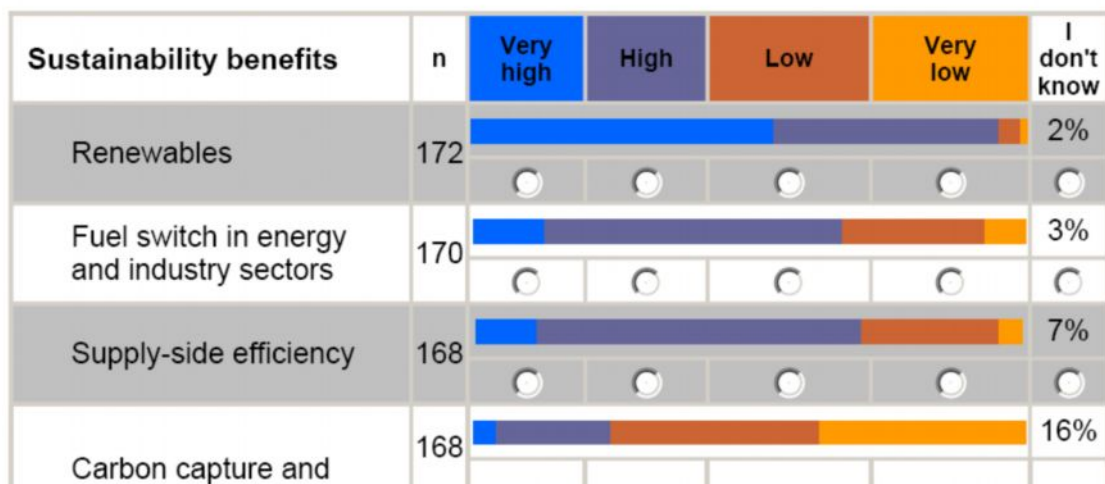 Sustainability benefits
n
Very
high
High
Low
Very
low
I
don't
know
Renewables
172
2%
Fuel switch in energy
and industry sectors
170
3%
Supply-side efficiency
168
7%
Carbon capture and
168
16%